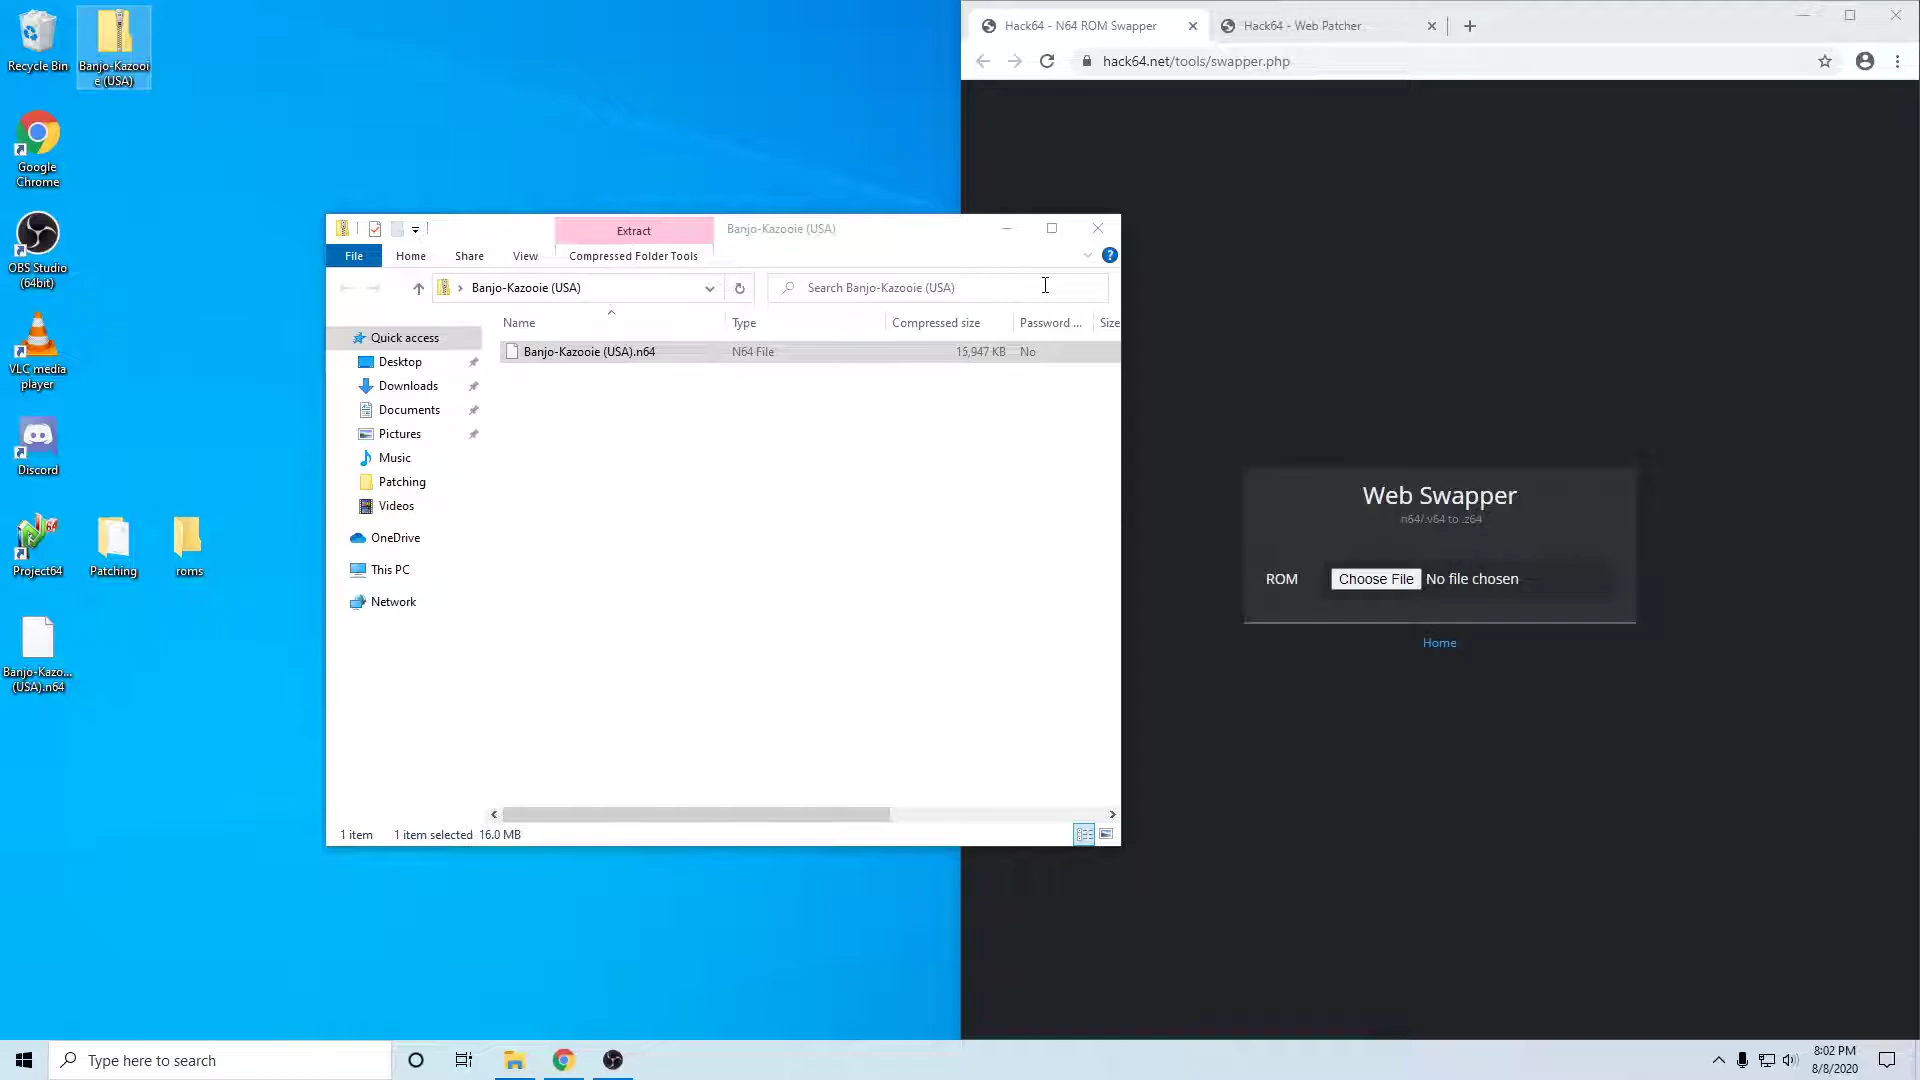 Recycle Bin
Banjo-Kazooi
e (USA)
Google
Chrome
OBS Studio
(64bit)
VLC media
player
Discord
Project64
Patching
roms
Banjo-Kazo...
(USA).n64
Extract
Banjo-Kazooie (USA)
File
Home
Share
View
Compressed Folder Tools
Banjo-Kazooie (USA)
Search Banjo-Kazooie (USA)
Name
Type
Compressed size
Password ...
Size
Quick access
Desktop
Downloads
Documents
Pictures
Music
Patching
Videos
OneDrive
This PC
Network
Banjo-Kazooie (USA).n64
N64 File
15,947 KB
No
1 item
1 item selected 16.0 MB
Hack64 - N64 ROM Swapper
Hack64 - Web Patcher
hack64.net/tools/swapper.php
Web Swapper
.n64/.v64 to .z64
ROM
Choose File
No file chosen
Home
Type here to search
8:02 PM
8/8/2020